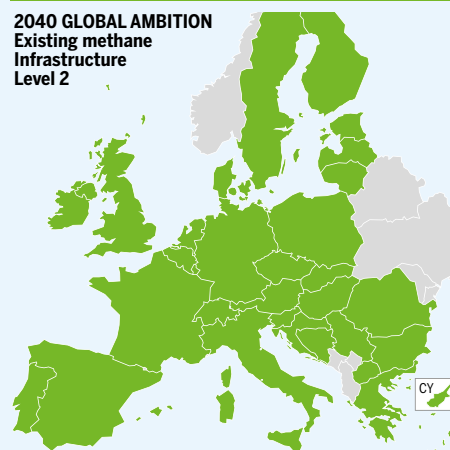 2040 GLOBAL AMBITION
Existing methane
Infrastructure
Level 2
CY